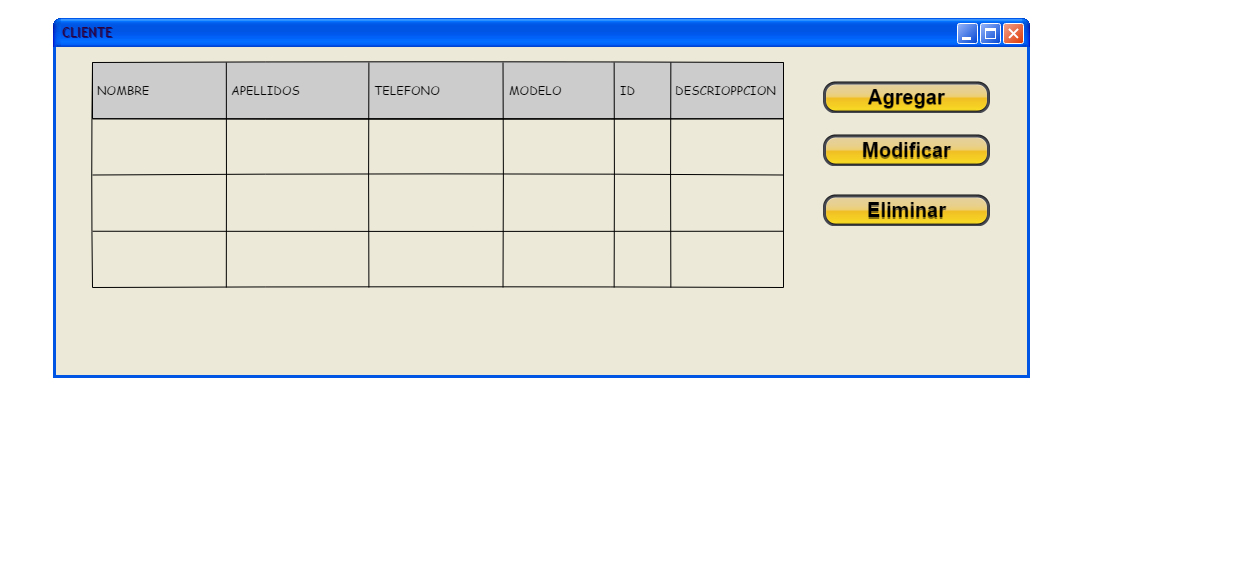 CLIENTE
NOMBRE APELLIDOS TELEFONO MODELO ID DESCRIOPPCION
Agregar
Modificar
Eliminar